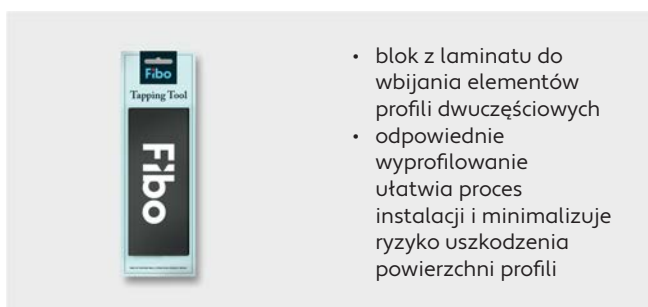 Fibo
Tapping Tool
Fibo
• blok z laminatu do
wbijania elementów
profili dwuczęściowych
• odpowiednie
wyprofilowanie
ułatwia proces
instalacji i minimalizuje
ryzyko uszkodzenia
powierzchni profili